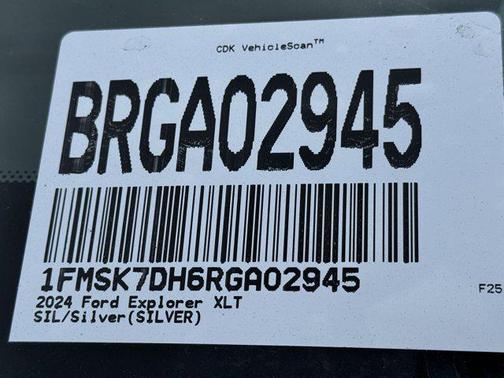 CDK VehicleScan™
BRGA02945
1FMSK7DH6RGA02945
2024 Ford Explorer XLT
SIL/Silver(SILVER)
F25